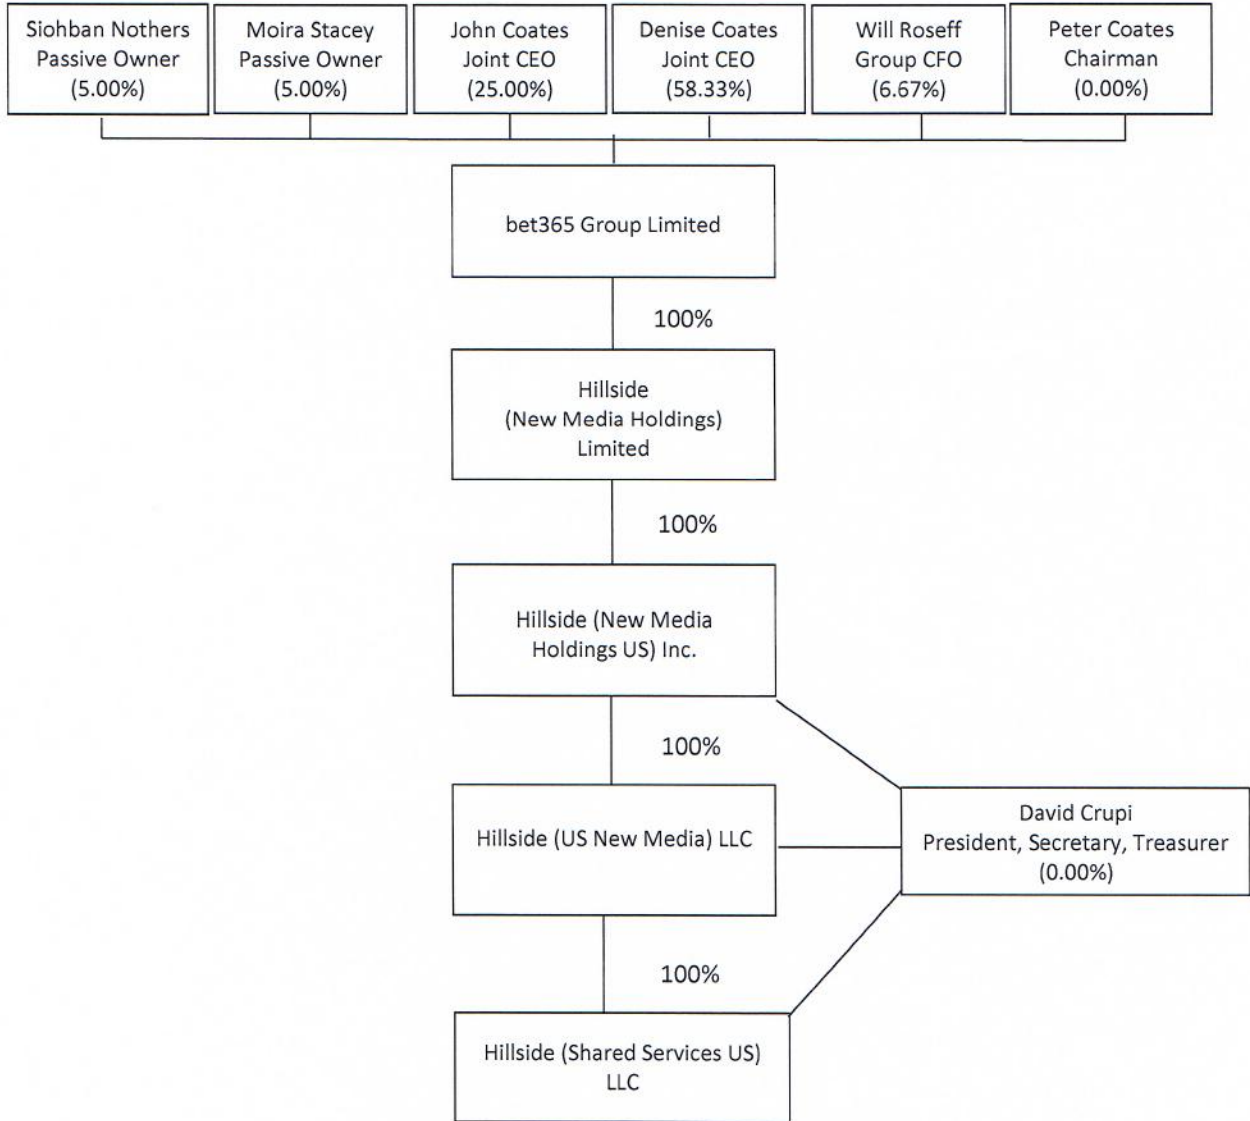 Siohban Nothers
Passive Owner
(5.00%)
Moira Stacey
Passive Owner
(5.00%)
John Coates
Joint CEO
(25.00%)
Denise Coates
Joint CEO
(58.33%)
Will Roseff
Group CFO
(6.67%)
Peter Coates
Chairman
(0.00%)
bet365 Group Limited
100%
Hillside
(New Media Holdings)
Limited
100%
Hillside (New Media
Holdings US) Inc.
100%
Hillside (US New Media) LLC
David Crupi
President, Secretary, Treasurer
(0.00%)
100%
Hillside (Shared Services US)
LLC